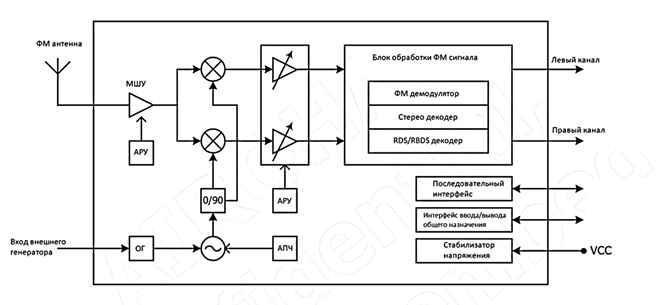 ФМ антенна
МШУ
АРУ
0/90
АРУ
Блок обработки ФМ сигнала
ФМ демодулятор
Стерео декодер
RDS/RBDS декодер
Левый канал
Правый канал
Последовательный
интерфейс
Интерфейс ввода/вывода
общего назначения
Стабилизатор
напряжения
VCC
Вход внешнего
генератора
ОГ
АПЧ